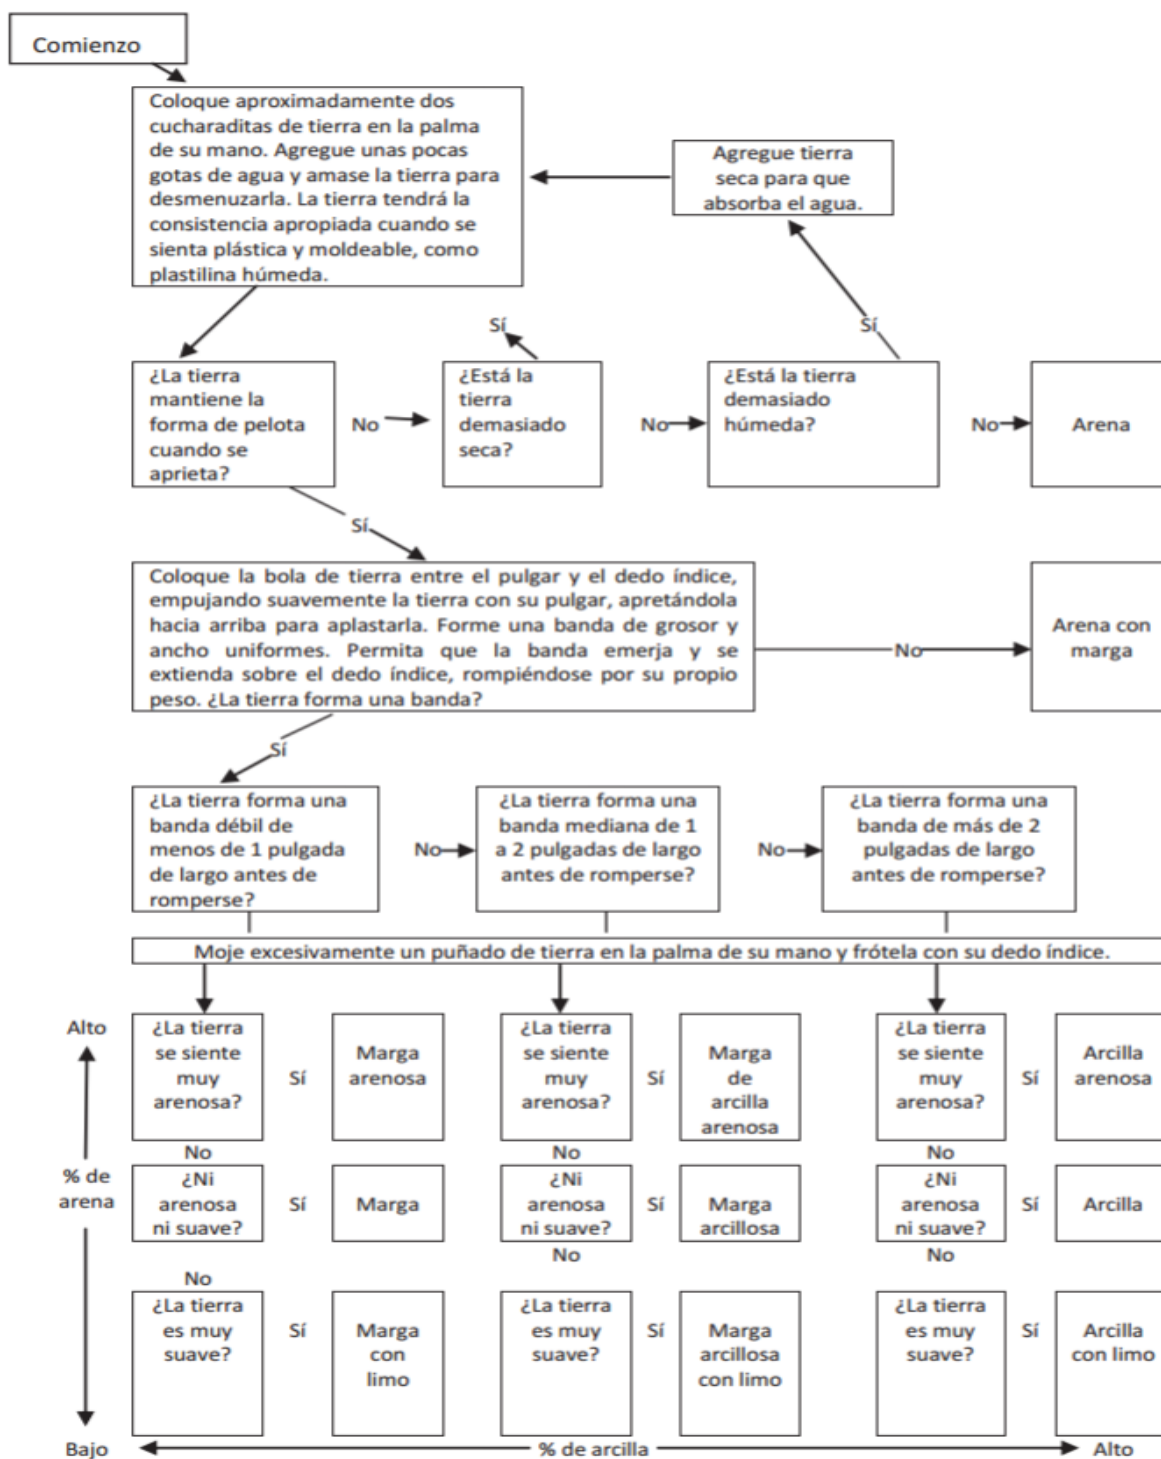 Comienzo
Coloque aproximadamente dos
cucharaditas de tierra en la palma
de su mano. Agregue unas pocas
gotas de agua y amase la tierra para
desmenuzarla. La tierra tendrá la
consistencia apropiada cuando se
sienta plástica y moldeable, como
plastilina húmeda.
Agregue tierra
seca para que
absorba el agua.
Sí
Sí
¿La tierra
mantiene la
forma de pelota
cuando se
aprieta?
No
¿Está la
tierra
demasiado
seca?
No
¿Está la tierra
demasiado
húmeda?
No
Arena
Sí
Coloque la bola de tierra entre el pulgar y el dedo índice,
empujando suavemente la tierra con su pulgar, apretándola
hacia arriba para aplastarla. Forme una banda de grosor y
ancho uniformes. Permita que la banda emerja y se
extienda sobre el dedo índice, rompiéndose por su propio
peso. ¿La tierra forma una banda?
No
Arena con
marga
Sí
¿La tierra forma una
banda débil de
menos de 1 pulgada
de largo antes de
romperse?
No
¿La tierra forma una
banda mediana de 1
a 2 pulgadas de largo
antes de romperse?
No
¿La tierra forma una
banda de más de 2
pulgadas de largo
antes de romperse?
Moje excesivamente un puñado de tierra en la palma de su mano y frótela con su dedo índice.
Alto
¿La tierra
se siente
muy
arenosa?
Sí
Marga
arenosa
¿La tierra
se siente
muy
arenosa?
Sí
Marga
de
arcilla
arenosa
¿La tierra
se siente
muy
arenosa?
Sí
Arcilla
arenosa
No
No
No
% de
arena
¿Ni
arenosa
ni suave?
Sí
Marga
¿Ni
arenosa
ni suave?
Sí
Marga
arcillosa
¿Ni
arenosa
ni suave?
Sí
Arcilla
No
No
No
¿La tierra
es muy
suave?
Sí
Marga
con
limo
¿La tierra
es muy
suave?
Sí
Marga
arcillosa
con limo
¿La tierra
es muy
suave?
Sí
Arcilla
con limo
Bajo
% de arcilla
Alto